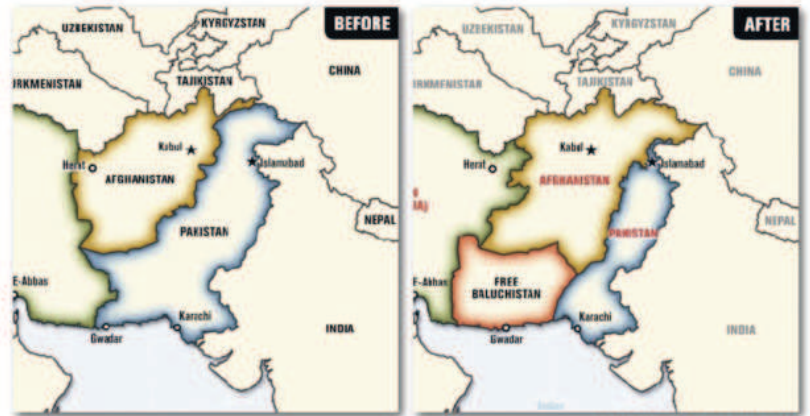 BEFORE
UZBEKISTAN
KYRGYZSTAN
TAJIKISTAN
CHINA
RKMENISTAN
Kabul
Herat
Islamabad
AFGHANISTAN
PAKISTAN
NEPAL
E-Abbas
Karachi
Gwadar
INDIA
AFTER
UZBEKISTAN
KYRGYZSTAN
TAJIKISTAN
CHINA
RKMENISTAN
Kabul
Herat
Islamabad
AFGHANISTAN
IA)
NEPAL
PAKISTAN
E-Abbas
FREE
BALUCHISTAN
Karachi
Gwadar
INDIA